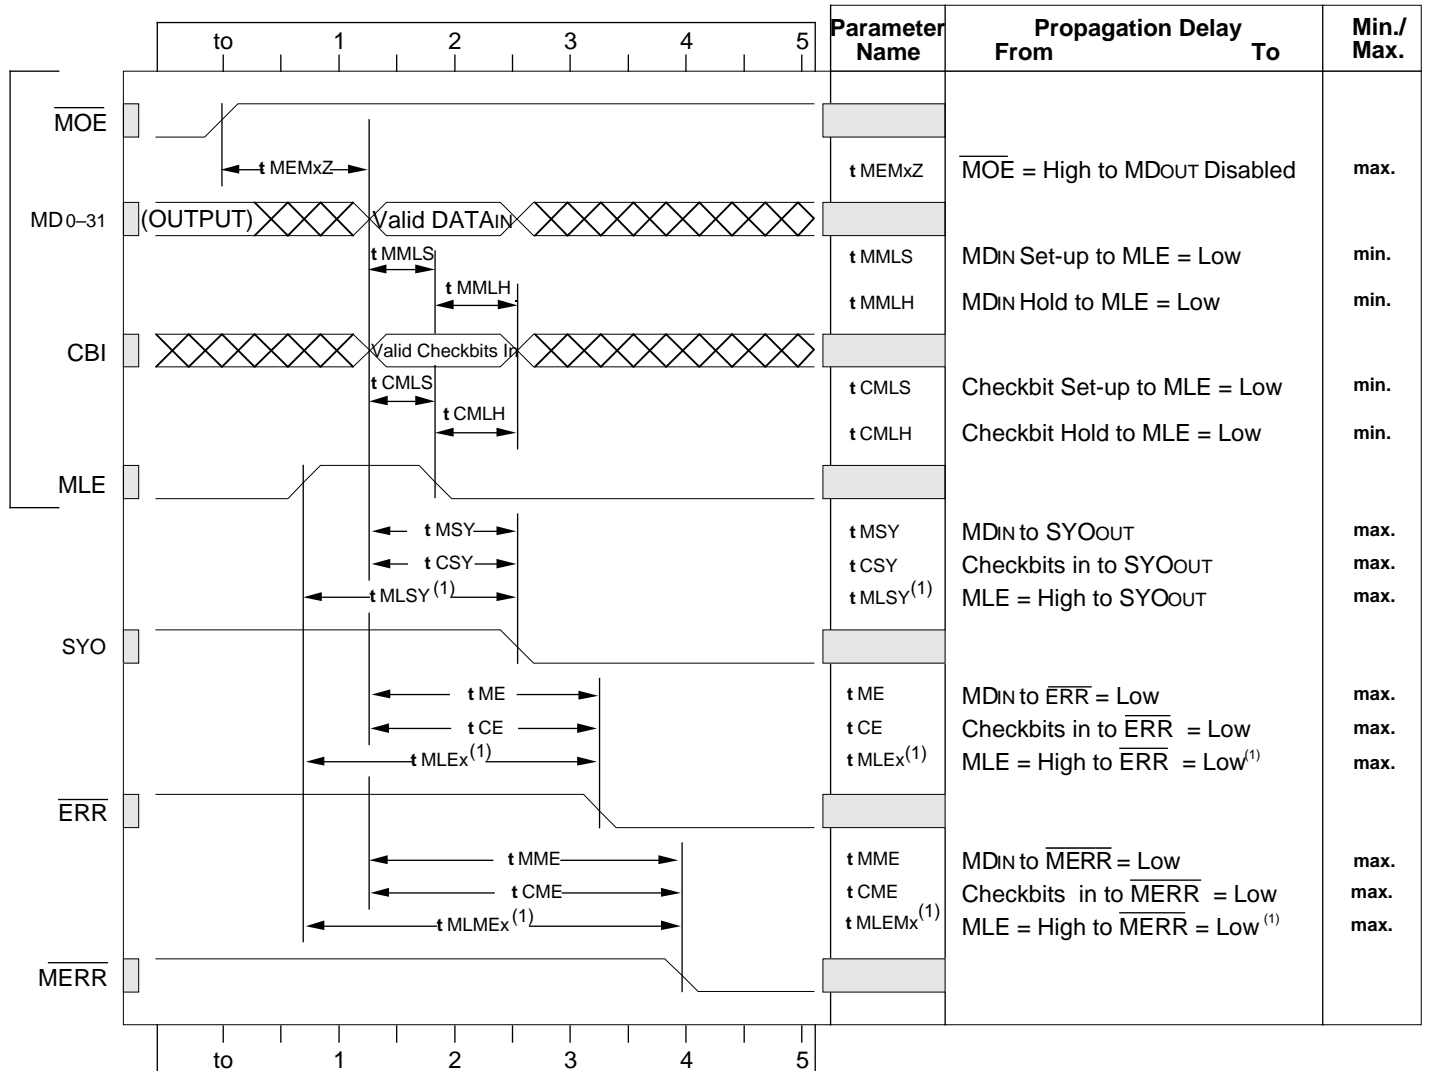 to 1 2 3 4 5 Parameter Name Propagation Delay From To Min./ Max.
MOE
t MEMxZ t MEMxZ MOE = High to MDOUT Disabled max.
MD 0–31 (OUTPUT) Valid DATAIN
t MMLS t MMLS MDIN Set-up to MLE = Low min.
t MMLH t MMLH MDIN Hold to MLE = Low min.
CBI Valid Checkbits In
t CMLS t CMLS Checkbit Set-up to MLE = Low min.
t CMLH t CMLH Checkbit Hold to MLE = Low min.
MLE
t MSY t MSY MDIN to SYOOUT max.
t CSY t CSY Checkbits in to SYOOUT max.
t MLSY (1) t MLSY(1) MLE = High to SYOOUT max.
SYO
t ME t ME MDIN to ERR = Low max.
t CE t CE Checkbits in to ERR = Low max.
t MLEx(1) t MLEx(1) MLE = High to ERR = Low(1) max.
ERR
t MME t MME MDIN to MERR = Low max.
t CME t CME Checkbits in to MERR = Low max.
t MLMEx(1) t MLEMx(1) MLE = High to MERR = Low (1) max.
MERR
to 1 2 3 4 5